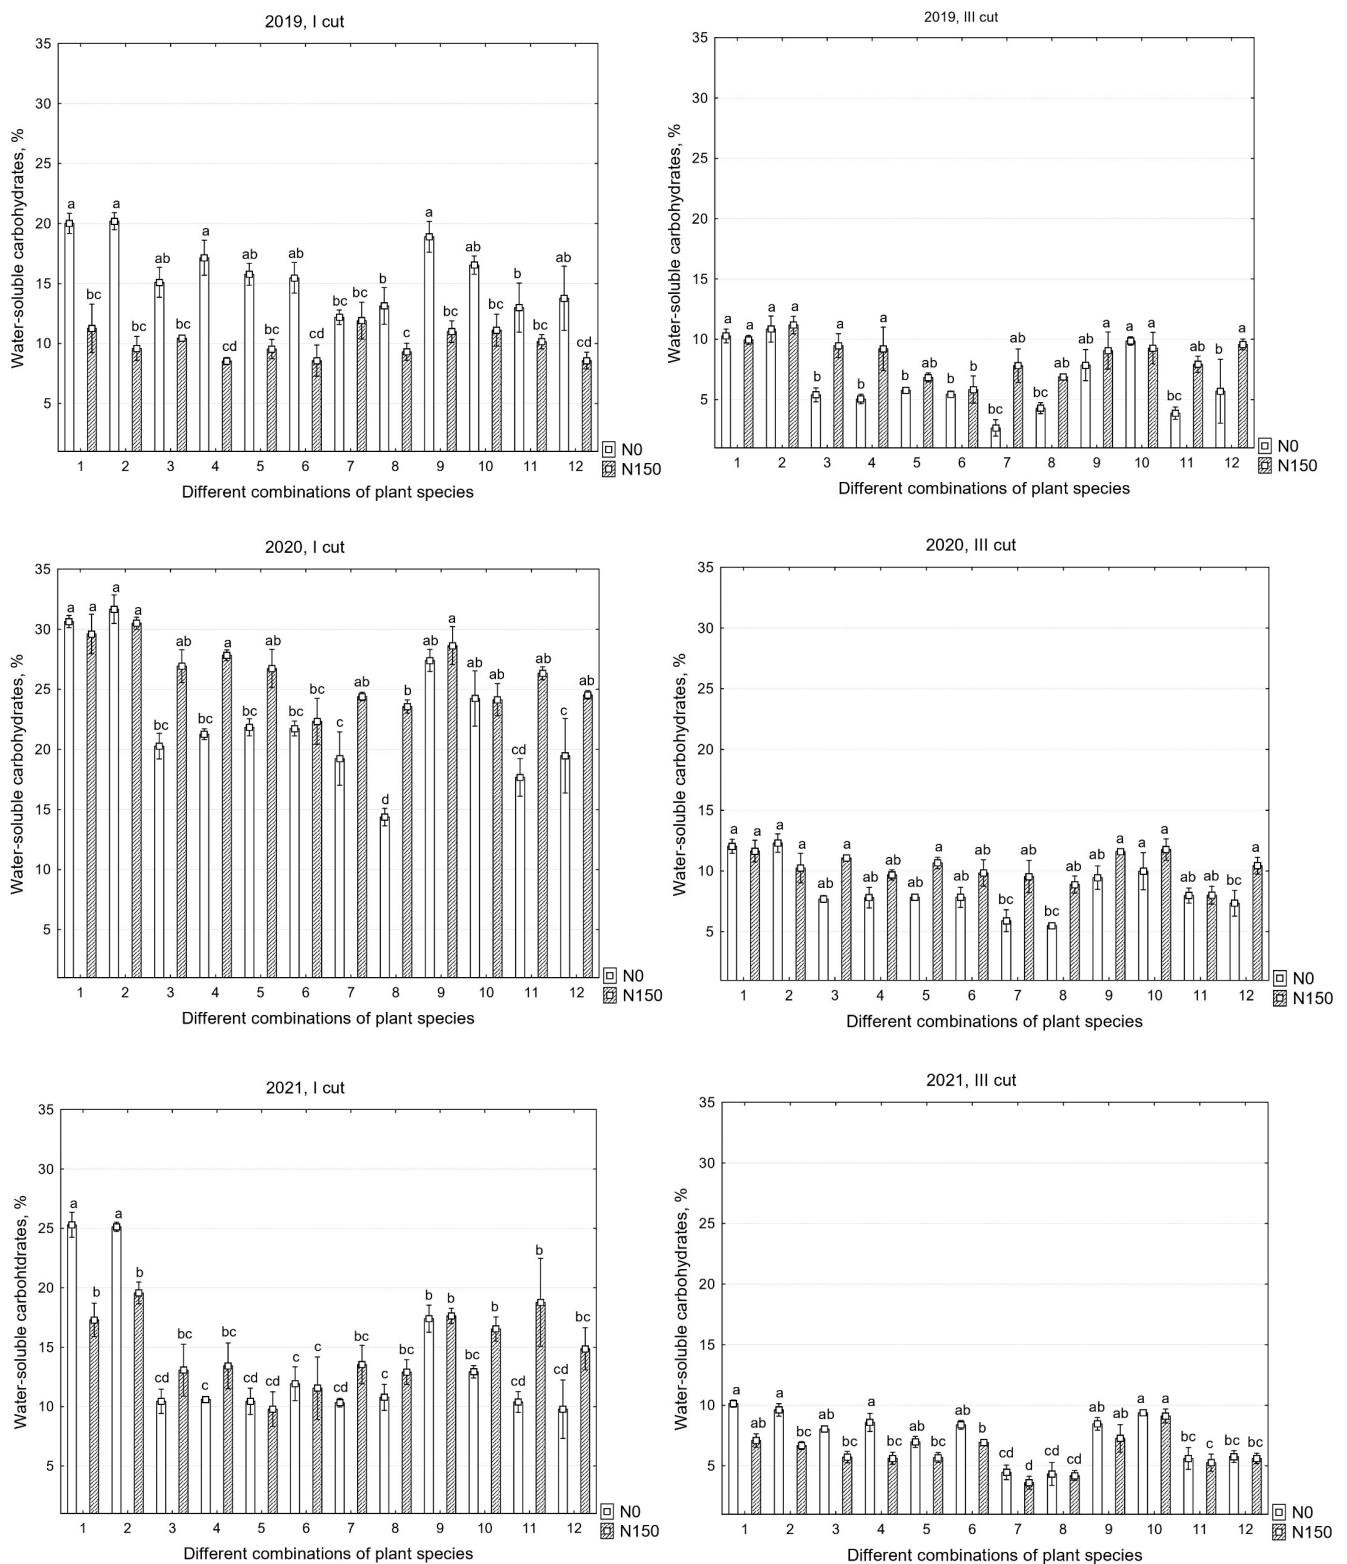 2019, I cut
35
30
25
20
15
10
5
Water-soluble carbohydrates, %
a bc a bc ab bc a cd ab bc ab cd bc bc b c a bc ab bc b bc ab cd
1 2 3 4 5 6 7 8 9 10 11 12
Different combinations of plant species
N0
N150
2019, III cut
35
30
25
20
15
10
5
Water-soluble carbohydrates, %
a a a a b a b a b ab b b bc ab bc ab ab a a a bc ab b a
1 2 3 4 5 6 7 8 9 10 11 12
Different combinations of plant species
N0
N150
2020, I cut
35
30
25
20
15
10
5
Water-soluble carbohydrates, %
a a a a bc ab bc a bc ab bc bc c ab d b ab a ab ab cd ab c ab
1 2 3 4 5 6 7 8 9 10 11 12
Different combinations of plant species
N0
N150
2020, III cut
35
30
25
20
15
10
5
Water-soluble carbohydrates, %
a a a a ab a ab ab ab a ab ab bc ab bc ab ab a ab a ab ab bc a
1 2 3 4 5 6 7 8 9 10 11 12
Different combinations of plant species
N0
N150
2021, I cut
35
30
25
20
15
10
5
Water-soluble carbohtdrates, %
a b a b cd bc c bc cd cd c c cd bc c bc b b bc b cd b cd bc
1 2 3 4 5 6 7 8 9 10 11 12
Different combinations of plant species
N0
N150
2021, III cut
35
30
25
20
15
10
5
Water-soluble carbohydrates, %
a ab a bc ab bc a bc ab bc ab b cd d cd cd ab ab a a bc c bc bc
1 2 3 4 5 6 7 8 9 10 11 12
Different combinations of plant species
N0
N150